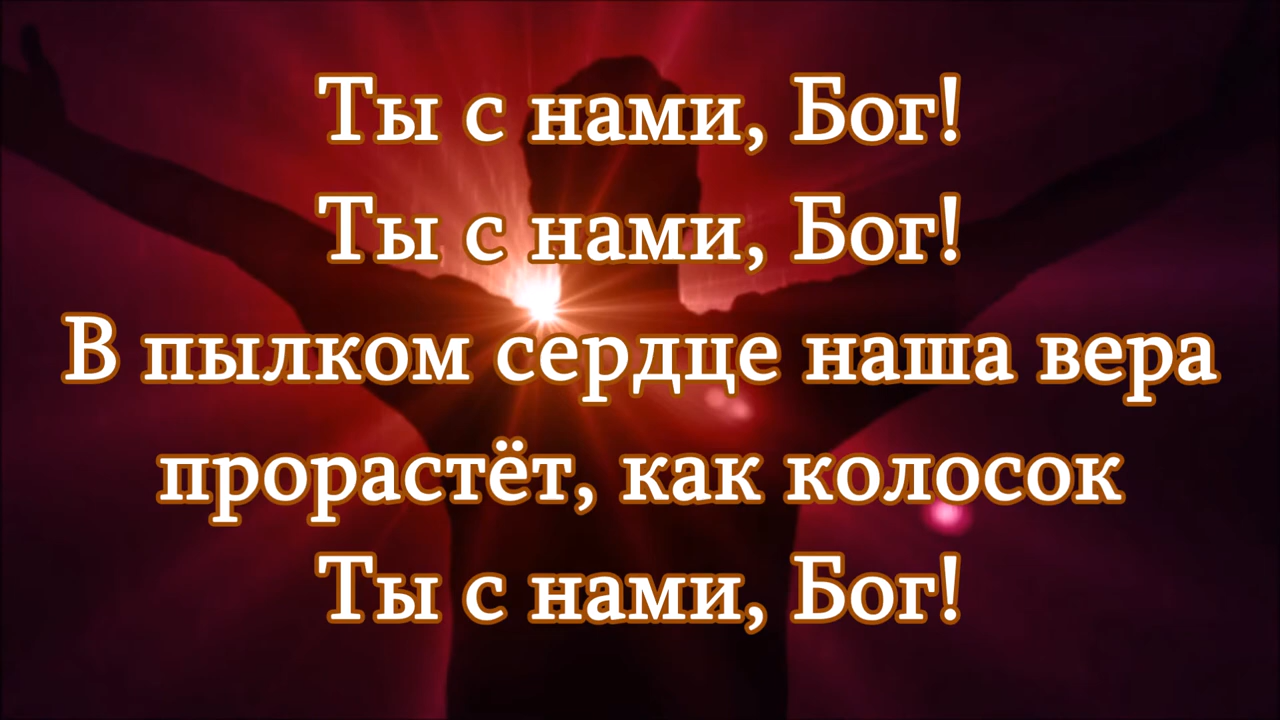 Ты с нами, Бог!
Ты с нами, Бог!
В пылком сердце наша вера
прорастёт, как колосок
Ты с нами, Бог!